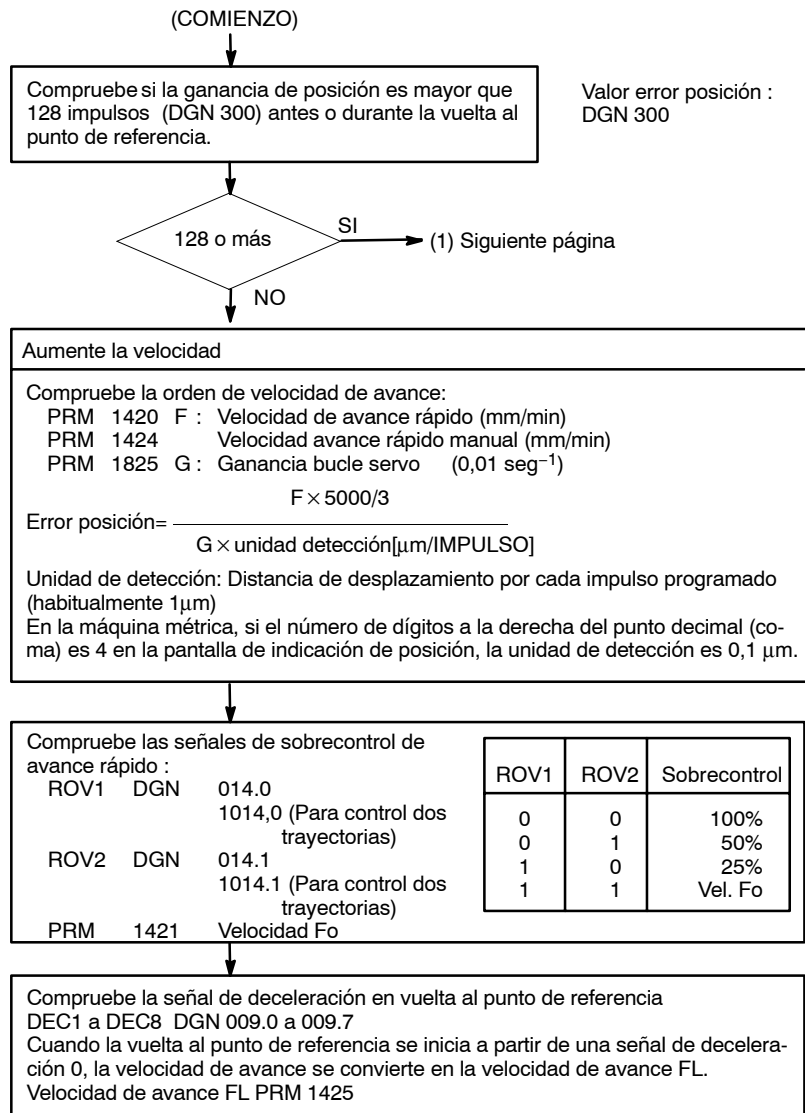 (COMIENZO)
Compruebe si la ganancia de posición es mayor que
128 impulsos (DGN 300) antes o durante la vuelta al
punto de referencia.
Valor error posición :
DGN 300
128 o más
SI
(1) Siguiente página
NO
Aumente la velocidad
Compruebe la orden de velocidad de avance:
PRM 1420 F : Velocidad de avance rápido (mm/min)
PRM 1424 Velocidad avance rápido manual (mm/min)
PRM 1825 G : Ganancia bucle servo (0,01 seg⁻¹)
F × 5000/3
Error posición=
G × unidad detección[μm/IMPULSO]
Unidad de detección: Distancia de desplazamiento por cada impulso programado
(habitualmente 1μm)
En la máquina métrica, si el número de dígitos a la derecha del punto decimal (co-
ma) es 4 en la pantalla de indicación de posición, la unidad de detección es 0,1 μm.
Compruebe las señales de sobrecontrol de
avance rápido :
ROV1 DGN 014.0
1014,0 (Para control dos
trayectorias)
ROV2 DGN 014.1
1014.1 (Para control dos
trayectorias)
PRM 1421 Velocidad Fo
ROV1 ROV2 Sobrecontrol
0 0 100%
0 1 50%
1 0 25%
1 1 Vel. Fo
Compruebe la señal de deceleración en vuelta al punto de referencia
DEC1 a DEC8 DGN 009.0 a 009.7
Cuando la vuelta al punto de referencia se inicia a partir de una señal de decelera-
ción 0, la velocidad de avance se convierte en la velocidad de avance FL.
Velocidad de avance FL PRM 1425